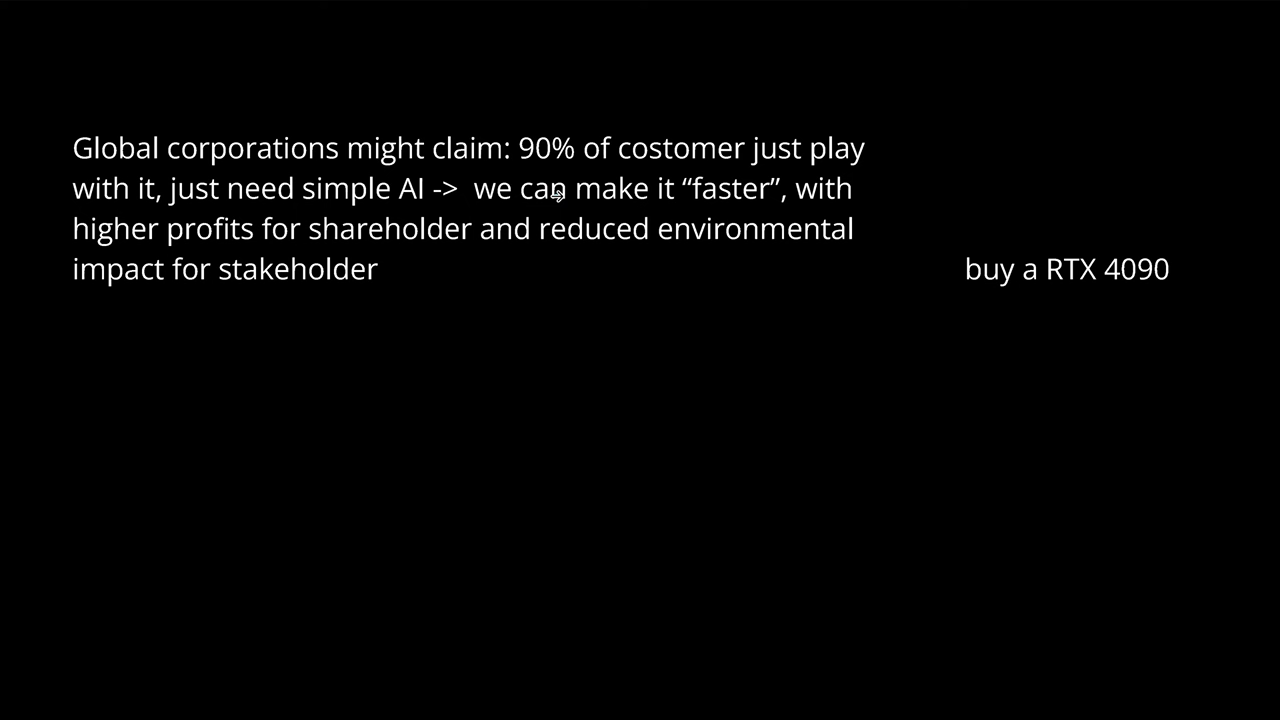 Global corporations might claim: 90% of costomer just play
with it, just need simple AI -> we can make it “faster”, with
higher profits for shareholder and reduced environmental
impact for stakeholder
buy a RTX 4090